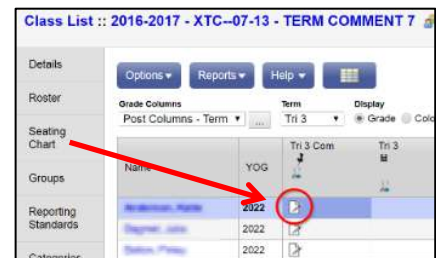 Class List :: 2016-2017 - XTC--07-13 - TERM COMMENT 7
Details
Options Reports Help
Roster
Grade Columns Term Display
Post Columns - Term ... Tri 3 Grade
Seating
Chart
Tri 3 Com Tri 3
Name YOG
Groups
Reporting
Standards
2022
2022
2022
Categories